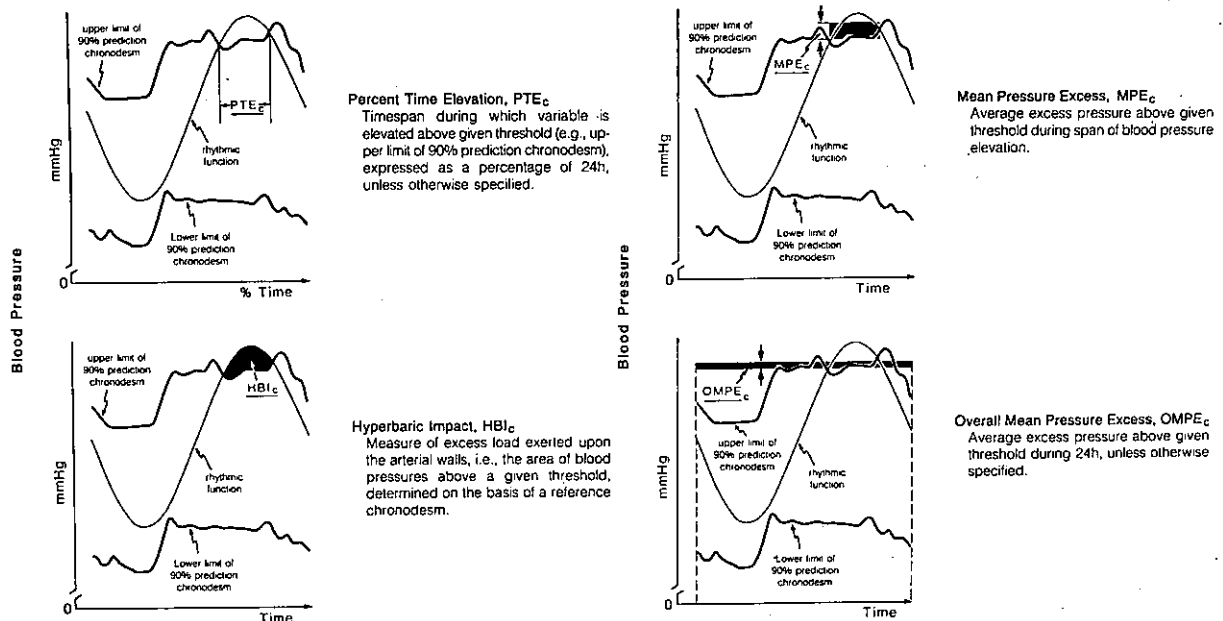 Blood Pressure
mmHg
upper limit of
90% prediction
chronodesm
PTEc
rhythmic
function
Lower limit of
90% prediction
chronodesm
0
% Time
Percent Time Elevation, PTEc
Timespan during which variable is
elevated above given threshold (e.g., up-
per limit of 90% prediction chronodesm),
expressed as a percentage of 24h,
unless otherwise specified.
mmHg
upper limit of
90% prediction
chronodesm
HBIc
rhythmic
function
Lower limit of
90% prediction
chronodesm
0
Time
Hyperbaric Impact, HBIc
Measure of excess load exerted upon
the arterial walls, i.e., the area of blood
pressures above a given threshold,
determined on the basis of a reference
chronodesm.
Blood Pressure
mmHg
upper limit of
90% prediction
chronodesm
MPEc
rhythmic
function
Lower limit of
90% prediction
chronodesm
0
Time
Mean Pressure Excess, MPEc
Average excess pressure above given
threshold during span of blood pressure
elevation.
mmHg
OMPEc
upper limit of
90% prediction
chronodesm
rhythmic
function
Lower limit of
90% prediction
chronodesm
0
Time
Overall Mean Pressure Excess, OMPEc
Average excess pressure above given
threshold during 24h, unless otherwise
specified.